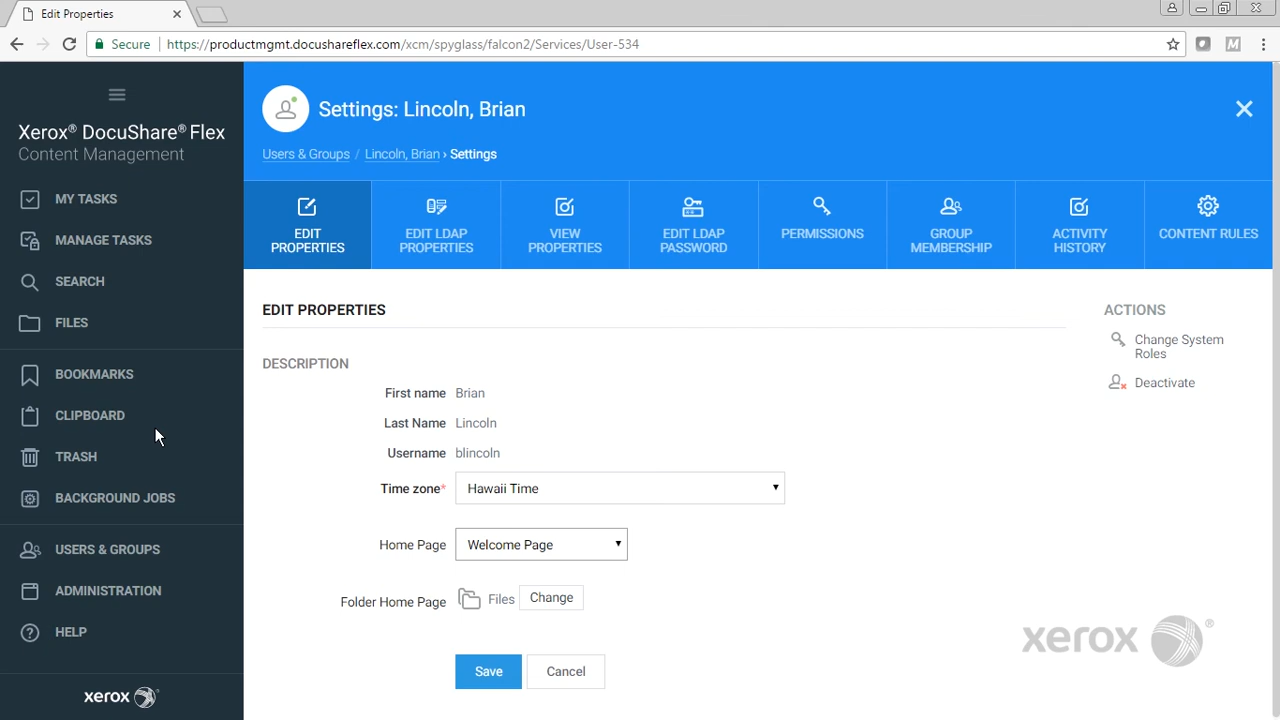 Edit Properties
Secure https://productmgmt.docushareflex.com/xcm/spyglass/falcon2/Services/User-534
Xerox® DocuShare® Flex
Content Management
MY TASKS
MANAGE TASKS
SEARCH
FILES
BOOKMARKS
CLIPBOARD
TRASH
BACKGROUND JOBS
USERS & GROUPS
ADMINISTRATION
HELP
xerox®
Settings: Lincoln, Brian
Users & Groups / Lincoln, Brian › Settings
EDIT
PROPERTIES
EDIT LDAP
PROPERTIES
VIEW
PROPERTIES
EDIT LDAP
PASSWORD
PERMISSIONS
GROUP
MEMBERSHIP
ACTIVITY
HISTORY
CONTENT RULES
EDIT PROPERTIES
DESCRIPTION
First name Brian
Last Name Lincoln
Username blincoln
Time zone* Hawaii Time
Home Page Welcome Page
Folder Home Page Files Change
Save Cancel
ACTIONS
Change System
Roles
Deactivate
xerox®